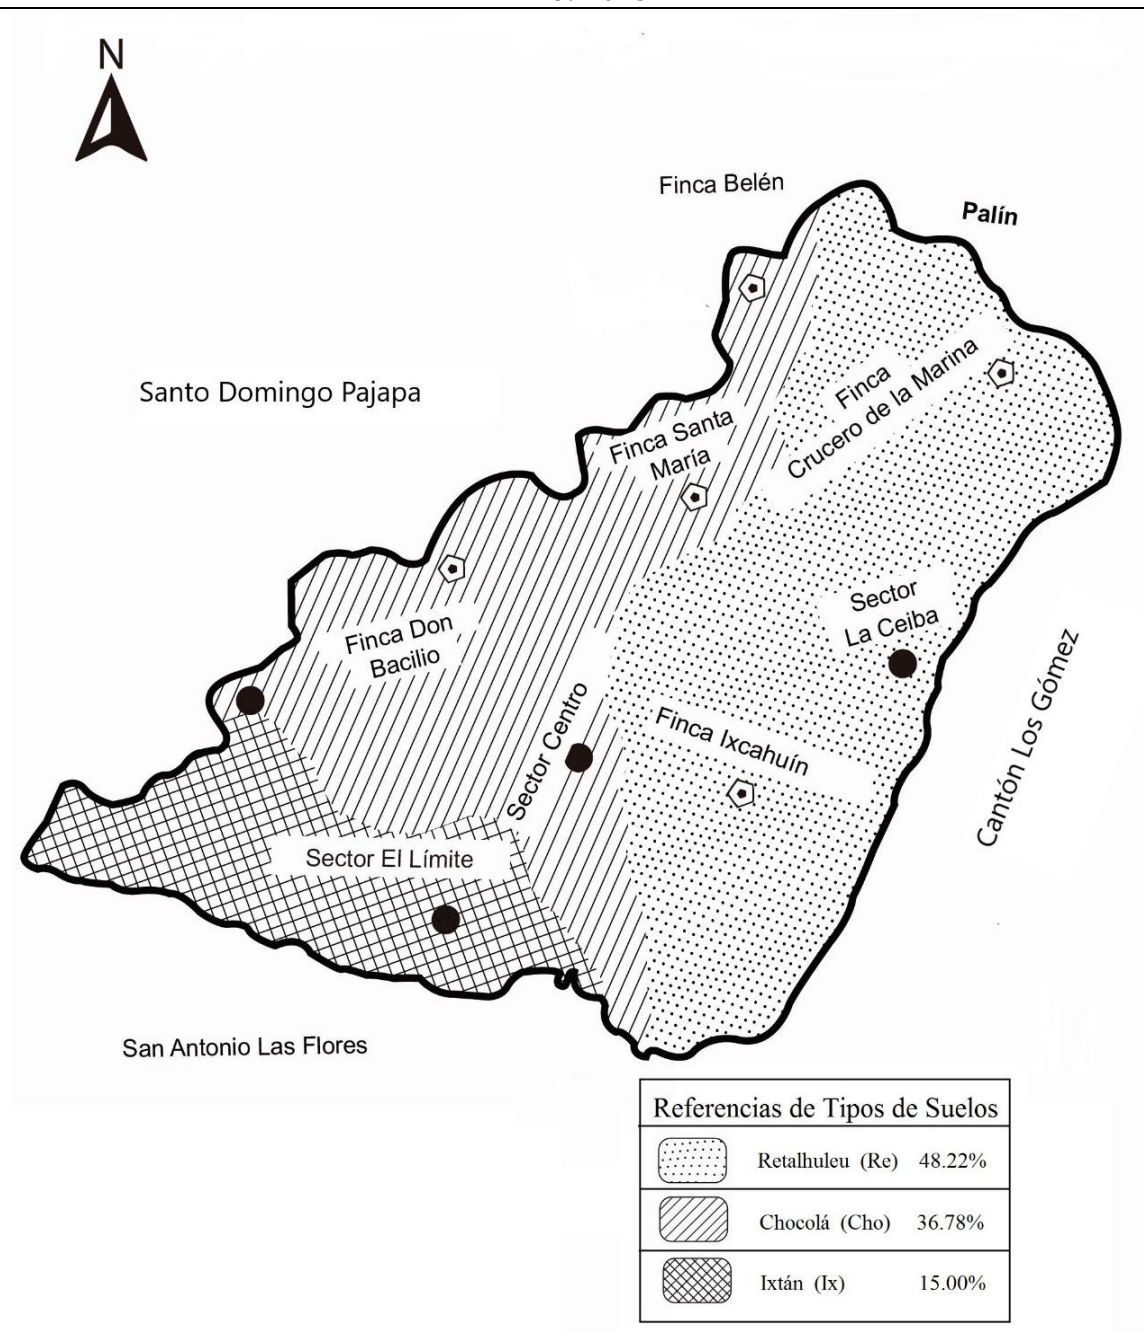 N
Finca Belén
Palín
Santo Domingo Pajapa
Finca
Crucero de la Marina
Finca Santa
María
Sector
La Ceiba
Finca Don
Bacilio
Cantón Los Gómez
Sector Centro
Finca Ixcahuín
Sector El Límite
San Antonio Las Flores
Referencias de Tipos de Suelos
Retalhuleu (Re) 48.22%
Chocolá (Cho) 36.78%
Ixtán (Ix) 15.00%